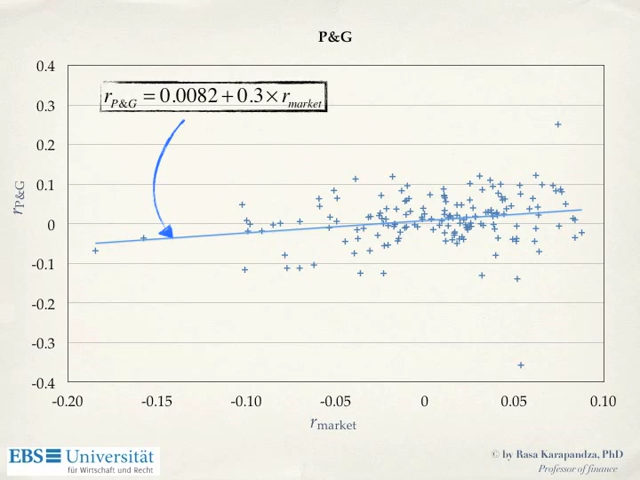 P&G
0.4
r_P&G = 0.0082 + 0.3 × r_market
0.3
0.2
0.1
0
-0.1
-0.2
-0.3
-0.4
r_P&G
-0.20 -0.15 -0.10 -0.05 0 0.05 0.10
r_market
EBS Universität
für Wirtschaft und Recht
© by Rasa Karapandza, PhD
Professor of finance